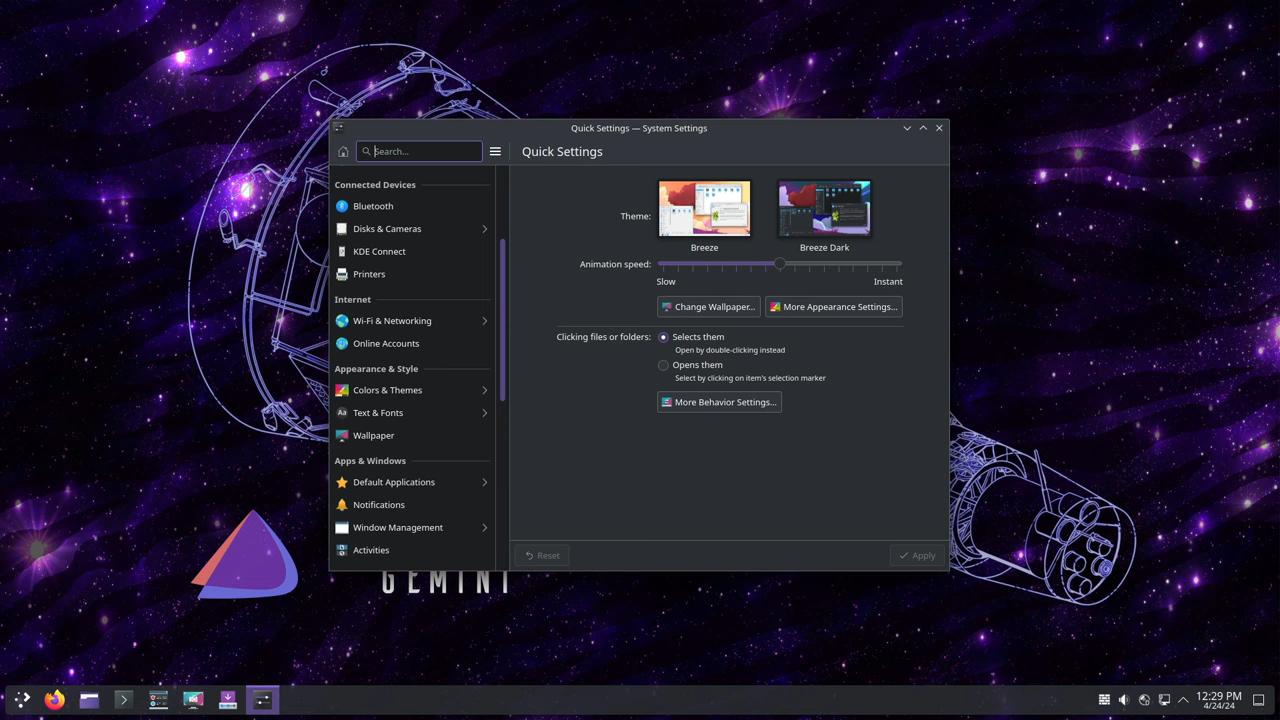 Quick Settings — System Settings
Search...
Quick Settings
Connected Devices
Bluetooth
Disks & Cameras
KDE Connect
Printers
Internet
Wi-Fi & Networking
Online Accounts
Appearance & Style
Colors & Themes
Aa Text & Fonts
Wallpaper
Apps & Windows
Default Applications
Notifications
Window Management
Activities
Theme:
Breeze
Breeze Dark
Animation speed:
Slow
Instant
Change Wallpaper...
More Appearance Settings...
Clicking files or folders:
Selects them
Open by double-clicking instead
Opens them
Select by clicking on item's selection marker
More Behavior Settings...
Reset
Apply
GEMINI
12:29 PM
4/24/24